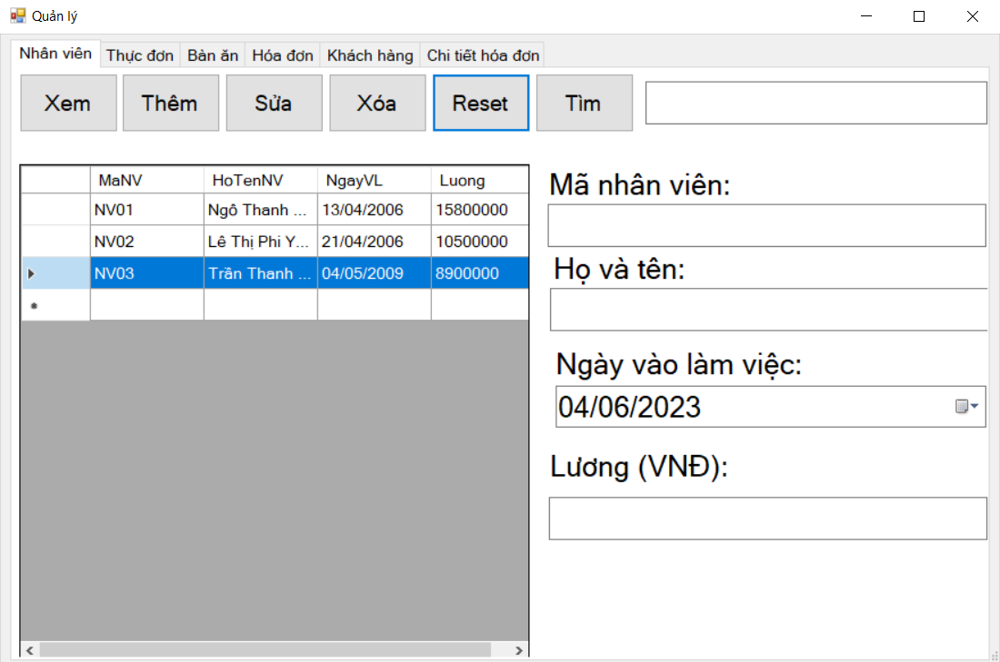 Quản lý
Nhân viên Thực đơn Bàn ăn Hóa đơn Khách hàng Chi tiết hóa đơn
Xem Thêm Sửa Xóa Reset Tìm
MaNV HoTenNV NgayVL Luong
NV01 Ngô Thanh ... 13/04/2006 15800000
NV02 Lê Thị Phi Y... 21/04/2006 10500000
NV03 Trần Thanh ... 04/05/2009 8900000
Mã nhân viên:
Họ và tên:
Ngày vào làm việc:
04/06/2023
Lương (VNĐ):